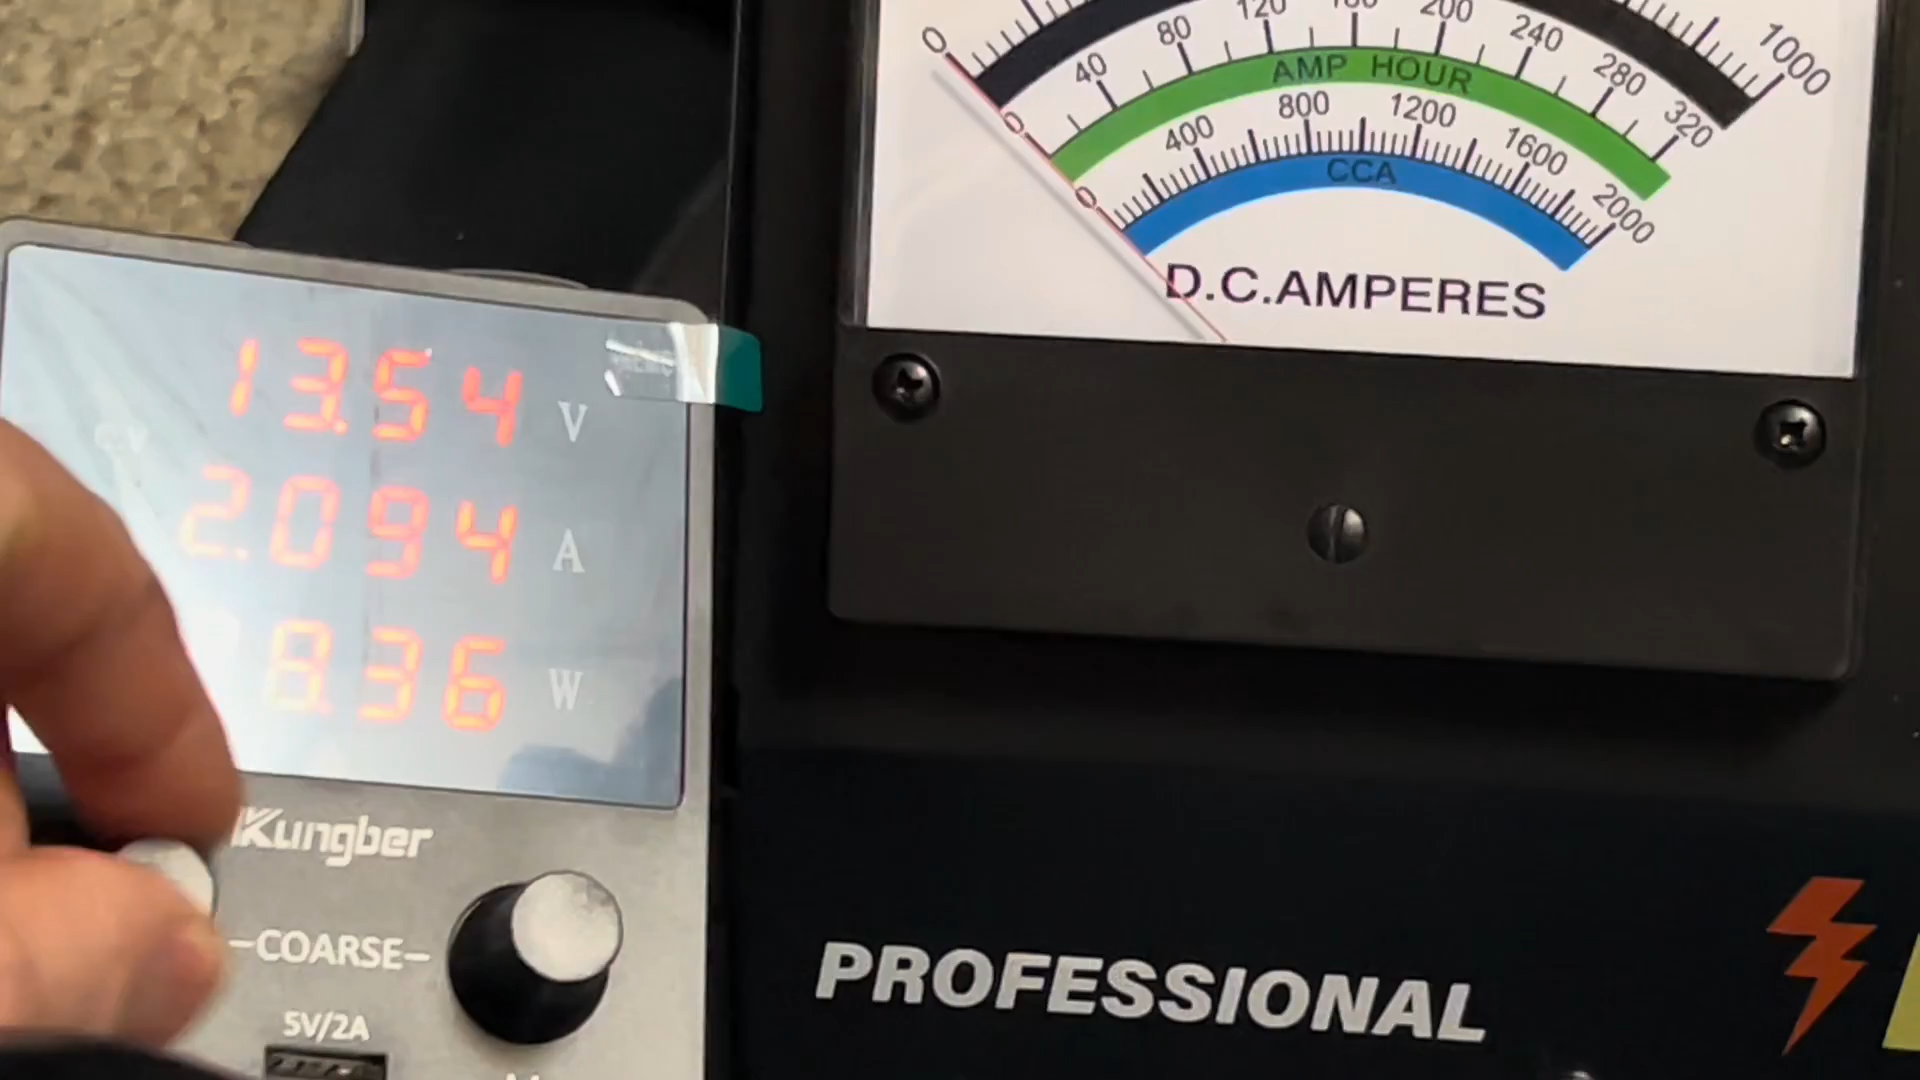 13.54 V
2.094 A
8.36 W
Kungber
-COARSE-
5V/2A
0 1000
0 40 80 120 160 200 240 280 320
AMP HOUR
0 400 800 1200 1600 2000
CCA
D.C.AMPERES
PROFESSIONAL